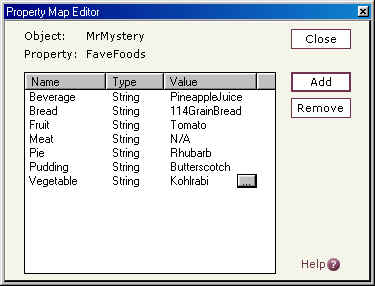 Property Map Editor
Object: MrMystery
Property: FaveFoods
Close
Name Type Value
Add
Beverage String PineappleJuice
Bread String 114GrainBread
Remove
Fruit String Tomato
Meat String N/A
Pie String Rhubarb
Pudding String Butterscotch
Vegetable String Kohlrabi ...
Help ?